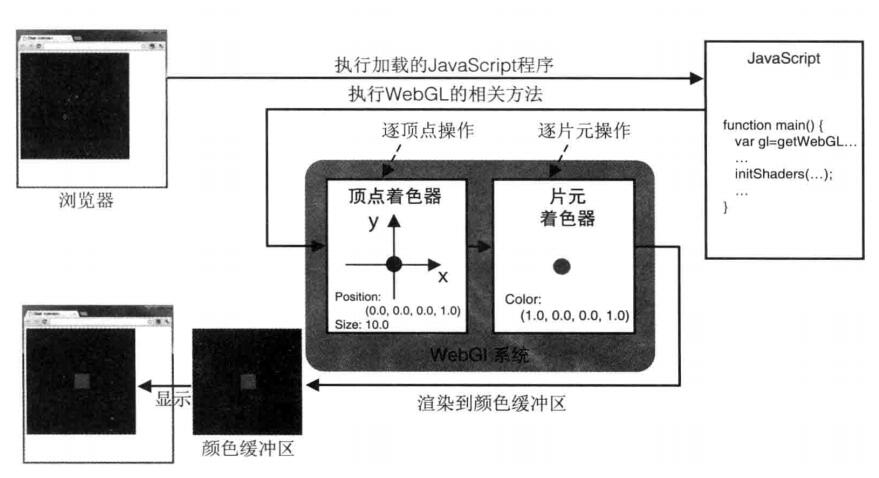 执行加载的JavaScript程序
JavaScript
执行WebGL的相关方法
逐顶点操作
逐片元操作
function main() {
var gl=getWebGL…
…
initShaders(…);
…
}
浏览器
顶点着色器
y
x
Position:
(0.0, 0.0, 0.0, 1.0)
Size: 10.0
片元
着色器
Color:
(1.0, 0.0, 0.0, 1.0)
WebGl 系统
显示
渲染到颜色缓冲区
颜色缓冲区